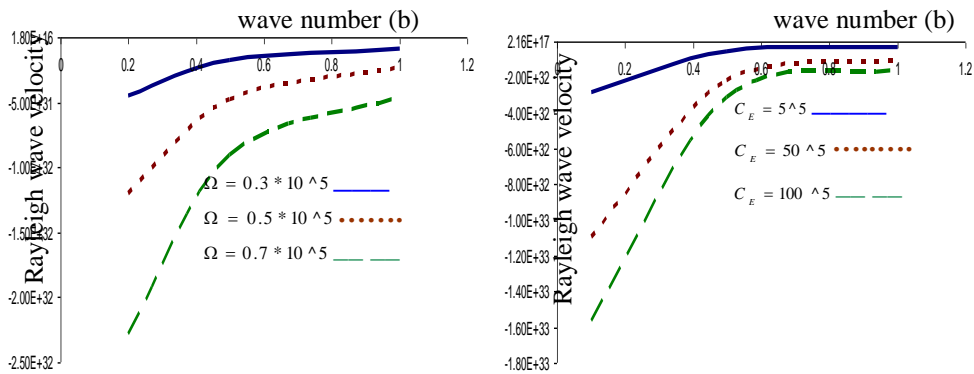 wave number (b)
1.80E+16
0 0.2 0.4 0.6 0.8 1 1.2
-5.00E+31
-1.00E+32
-1.50E+32
-2.00E+32
-2.50E+32
Rayleigh wave velocity
Ω = 0.3 * 10 ^5
Ω = 0.5 * 10 ^5
Ω = 0.7 * 10 ^5
wave number (b)
2.16E+17
0 0.2 0.4 0.6 0.8 1 1.2
-2.00E+32
-4.00E+32
-6.00E+32
-8.00E+32
-1.00E+33
-1.20E+33
-1.40E+33
-1.60E+33
-1.80E+33
Rayleigh wave velocity
C_E = 5^5
C_E = 50 ^5
C_E = 100 ^5